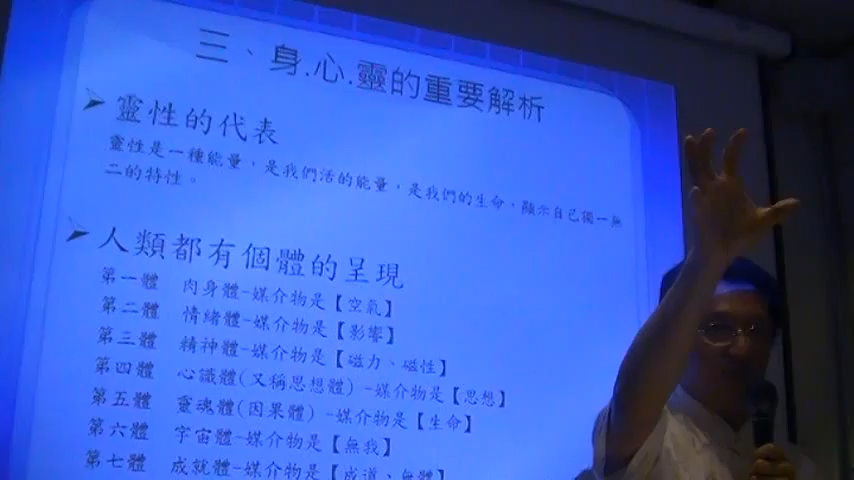 三、身.心.靈的重要解析
靈性的代表
靈性是一種能量，是我們活的能量，是我們的生命，顯示自己獨一無
二的特性。
人類都有個體的呈現
第一體 肉身體-媒介物是【空氣】
第二體 情緒體-媒介物是【影響】
第三體 精神體-媒介物是【磁力、磁性】
第四體 心識體(又稱思想體)-媒介物是【思想】
第五體 靈魂體(因果體)-媒介物是【生命】
第六體 宇宙體-媒介物是【無我】
第七體 成就體-媒介物是【成道、無體】